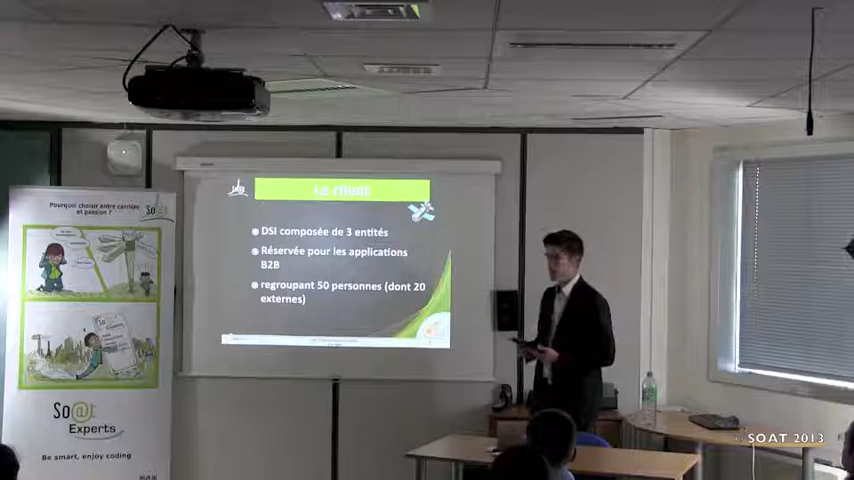 Pourquoi choisir entre carrière
et passion ?
So@t
Le client
DSI composée de 3 entités
Réservée pour les applications
B2B
regroupant 50 personnes (dont 20
externes)
So@t
Experts
Be smart, enjoy coding
©SOAT 2013